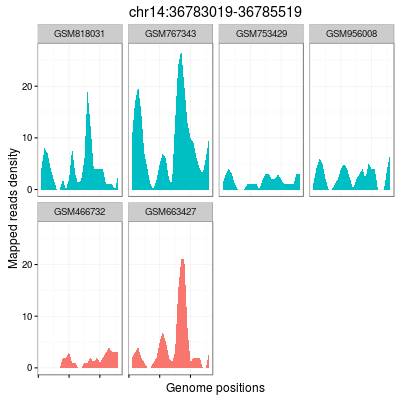 chr14:36783019-36785519
GSM818031 GSM767343 GSM753429 GSM956008
20
10
0
GSM466732 GSM663427
20
10
0
Mapped reads density
Genome positions